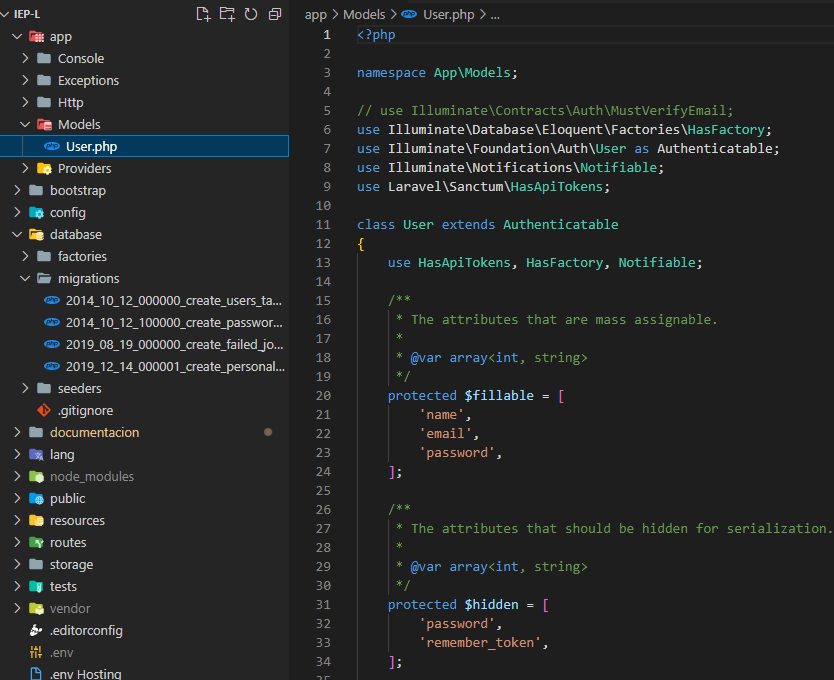 IEP-L
app
Console
Exceptions
Http
Models
User.php
Providers
bootstrap
config
database
factories
migrations
2014_10_12_000000_create_users_ta...
2014_10_12_100000_create_passwor...
2019_08_19_000000_create_failed_jo...
2019_12_14_000001_create_personal...
seeders
.gitignore
documentacion
lang
node_modules
public
resources
routes
storage
tests
vendor
.editorconfig
.env
.env Hosting
app > Models > User.php > ...
1 <?php
2
3 namespace App\Models;
4
5 // use Illuminate\Contracts\Auth\MustVerifyEmail;
6 use Illuminate\Database\Eloquent\Factories\HasFactory;
7 use Illuminate\Foundation\Auth\User as Authenticatable;
8 use Illuminate\Notifications\Notifiable;
9 use Laravel\Sanctum\HasApiTokens;
10
11 class User extends Authenticatable
12 {
13     use HasApiTokens, HasFactory, Notifiable;
14
15     /**
16      * The attributes that are mass assignable.
17      *
18      * @var array<int, string>
19      */
20     protected $fillable = [
21         'name',
22         'email',
23         'password',
24     ];
25
26     /**
27      * The attributes that should be hidden for serialization.
28      *
29      * @var array<int, string>
30      */
31     protected $hidden = [
32         'password',
33         'remember_token',
34     ];
35